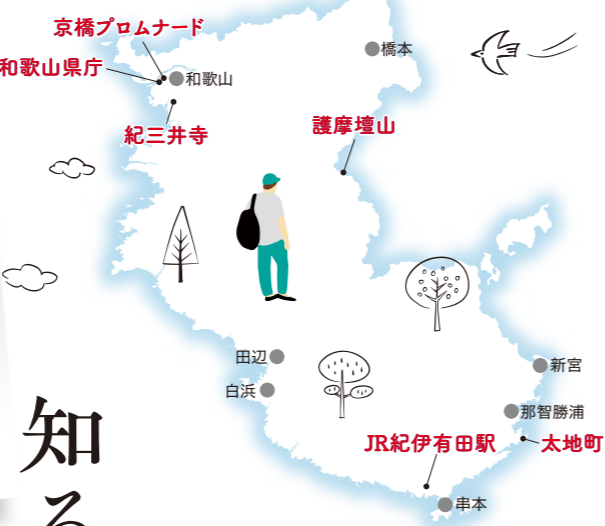 京橋プロムナード
橋本
和歌山県庁
和歌山
紀三井寺
護摩壇山
田辺
白浜
新宮
那智勝浦
JR紀伊有田駅
太地町
串本
知る